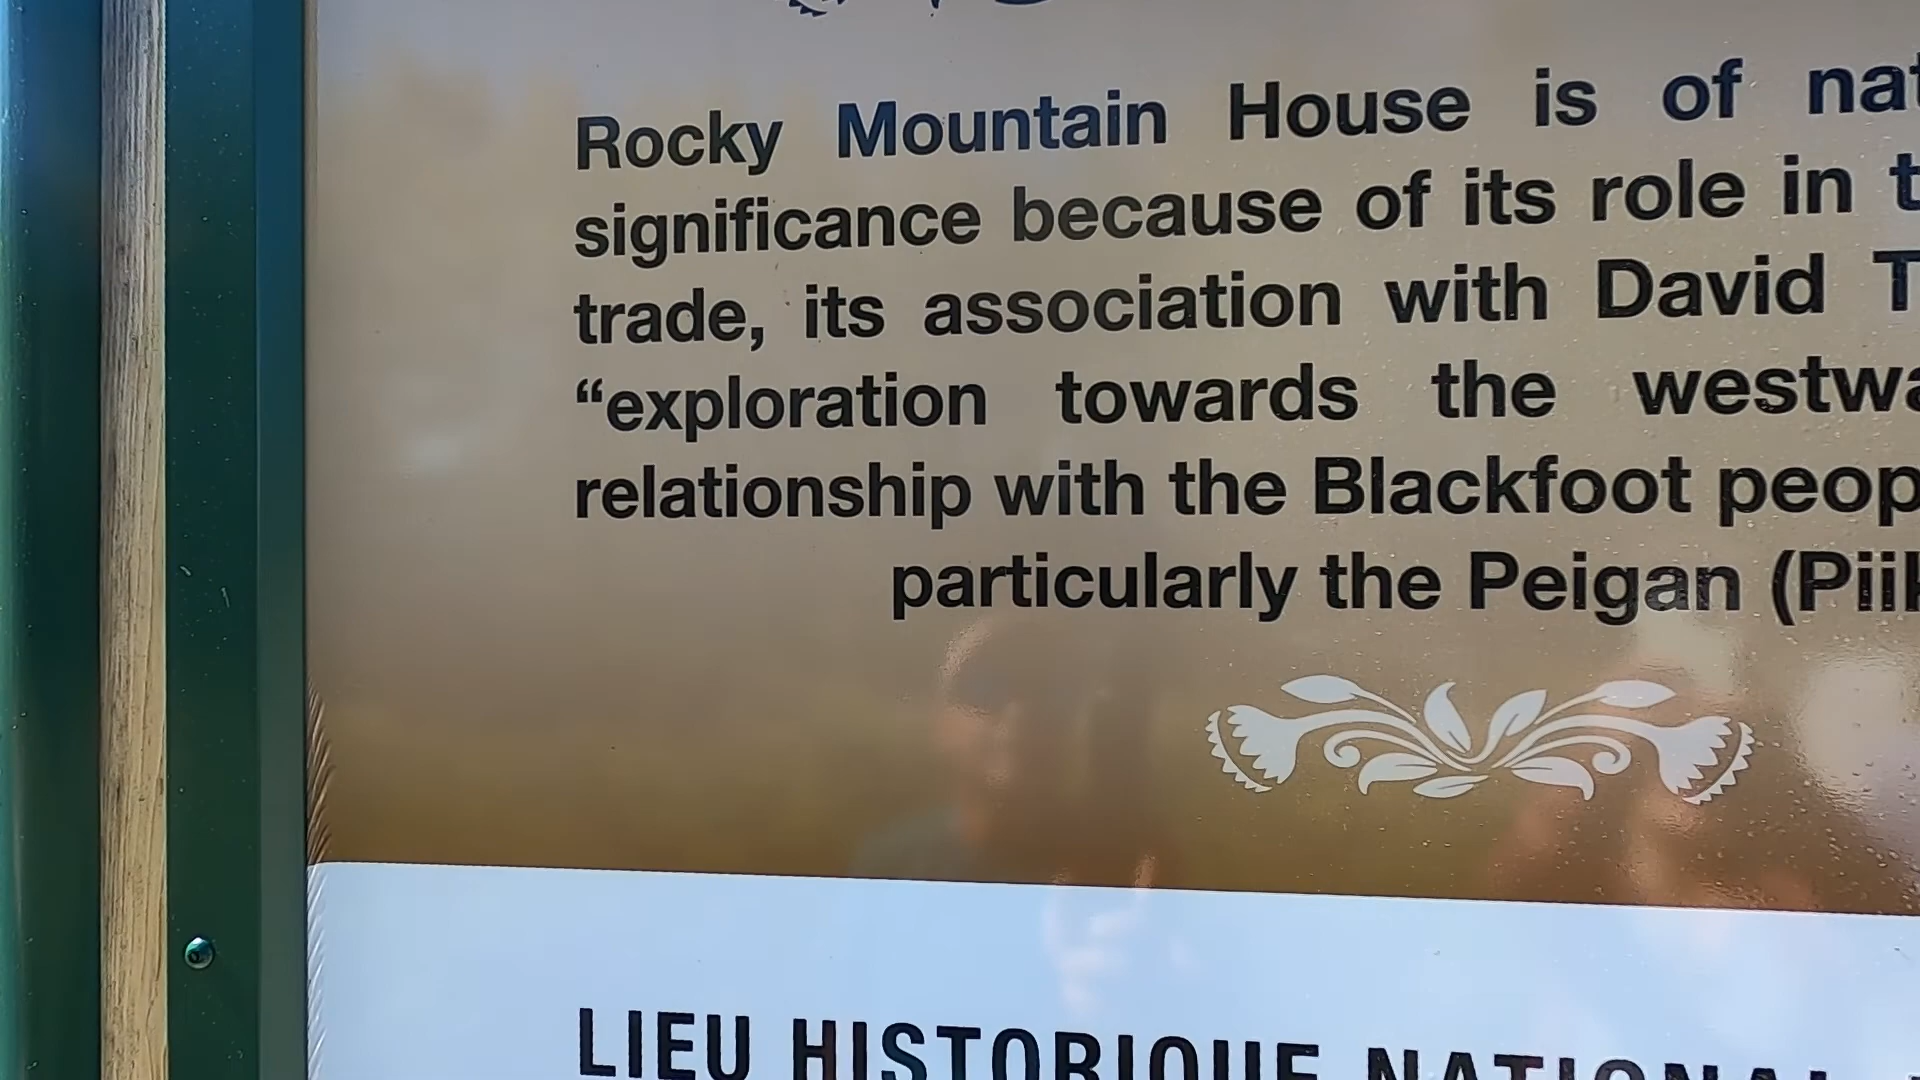 Rocky Mountain House is of nat
significance because of its role in t
trade, its association with David T
“exploration towards the westwa
relationship with the Blackfoot peop
particularly the Peigan (Piik
LIEU HISTORIQUE NATIONAL